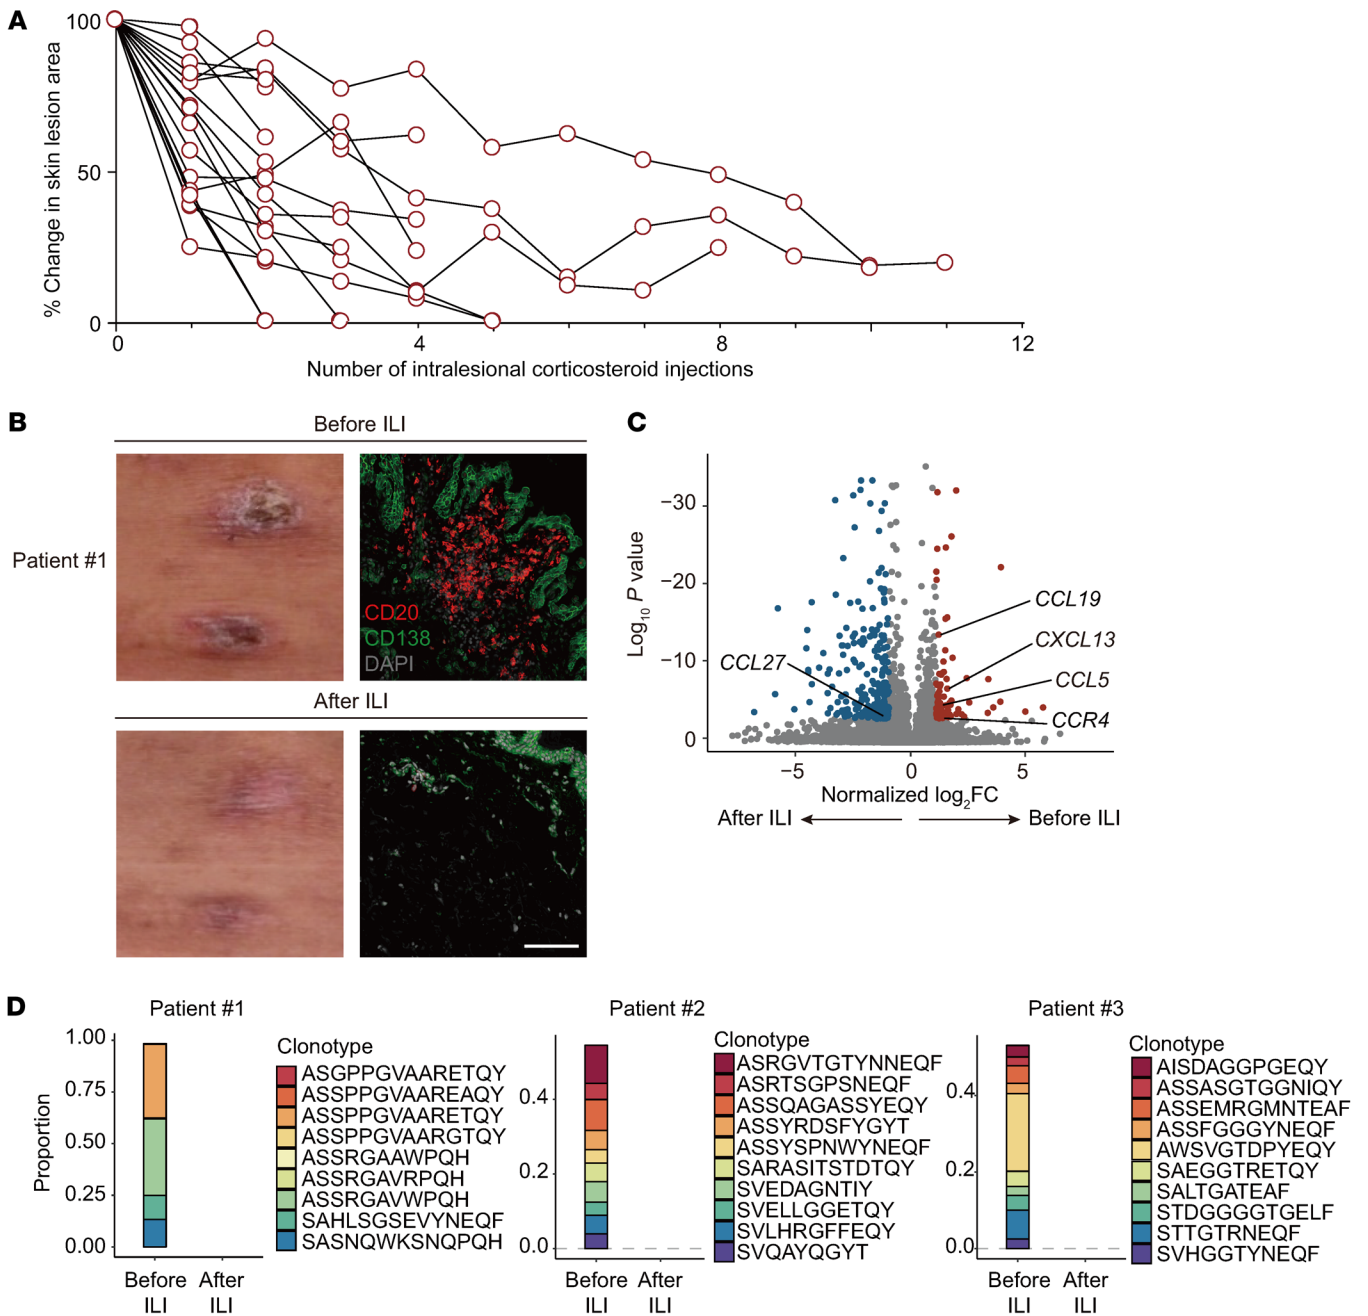 A
% Change in skin lesion area
100
50
0
0 4 8 12
Number of intralesional corticosteroid injections
B
Before ILI
Patient #1
CD20
CD138
DAPI
After ILI
C
Log10 P value
−30
−20
−10
0
CCL27
CCL19
CXCL13
CCL5
CCR4
−5 0 5
Normalized log2FC
After ILI
Before ILI
D
Patient #1
Proportion
1.00
0.75
0.50
0.25
0.00
Before ILI
After ILI
Clonotype
ASGPPGVAARETQY
ASSPPGVAAREAQY
ASSPPGVAARETQY
ASSPPGVAARGTQY
ASSRGAAWPQH
ASSRGAVRPQH
ASSRGAVWPQH
SAHLSGSEVYNEQF
SASNQWKSNQPQH
Patient #2
0.4
0.2
0.0
Before ILI
After ILI
Clonotype
ASRGVTGTYNNEQF
ASRTSGPSNEQF
ASSQAGASSYEQY
ASSYRDSFYGYT
ASSYSPNWYNEQF
SARASITSTDTQY
SVEDAGNTIY
SVELLGGETQY
SVLHRGFFEQY
SVQAYQGYT
Patient #3
0.4
0.2
0.0
Before ILI
After ILI
Clonotype
AISDAGGPGEQY
ASSASGTGGNIQY
ASSEMRGMNTEAF
ASSFGGGYNEQF
AWSVGTDPYEQY
SAEGGTRETQY
SALTGATEAF
STDGGGGTGELF
STTGTRNEQF
SVHGGTYNEQF